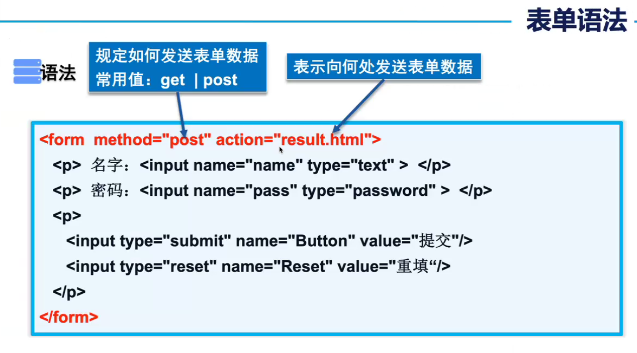 表单语法
语法
规定如何发送表单数据
常用值：get | post
表示向何处发送表单数据
<form method="post" action="result.html">
<p> 名字：<input name="name" type="text" > </p>
<p> 密码：<input name="pass" type="password" > </p>
<p>
<input type="submit" name="Button" value="提交"/>
<input type="reset" name="Reset" value="重填“/>
</p>
</form>